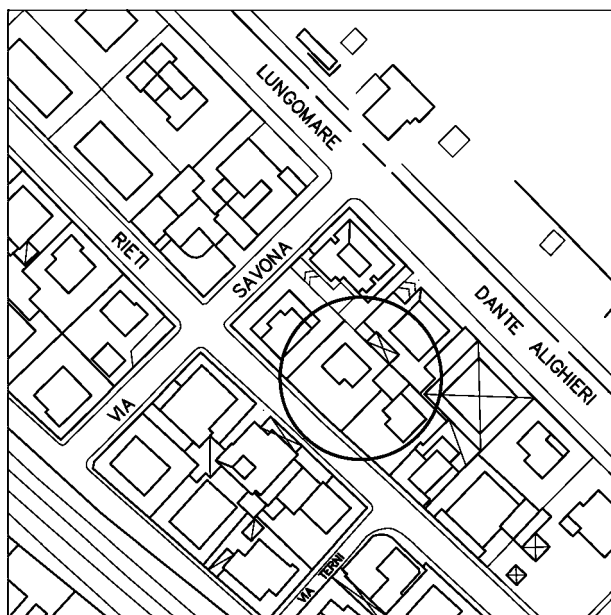 LUNGOMARE
DANTE ALIGHIERI
RIETI
SAVONA
VIA
VIA TERNI